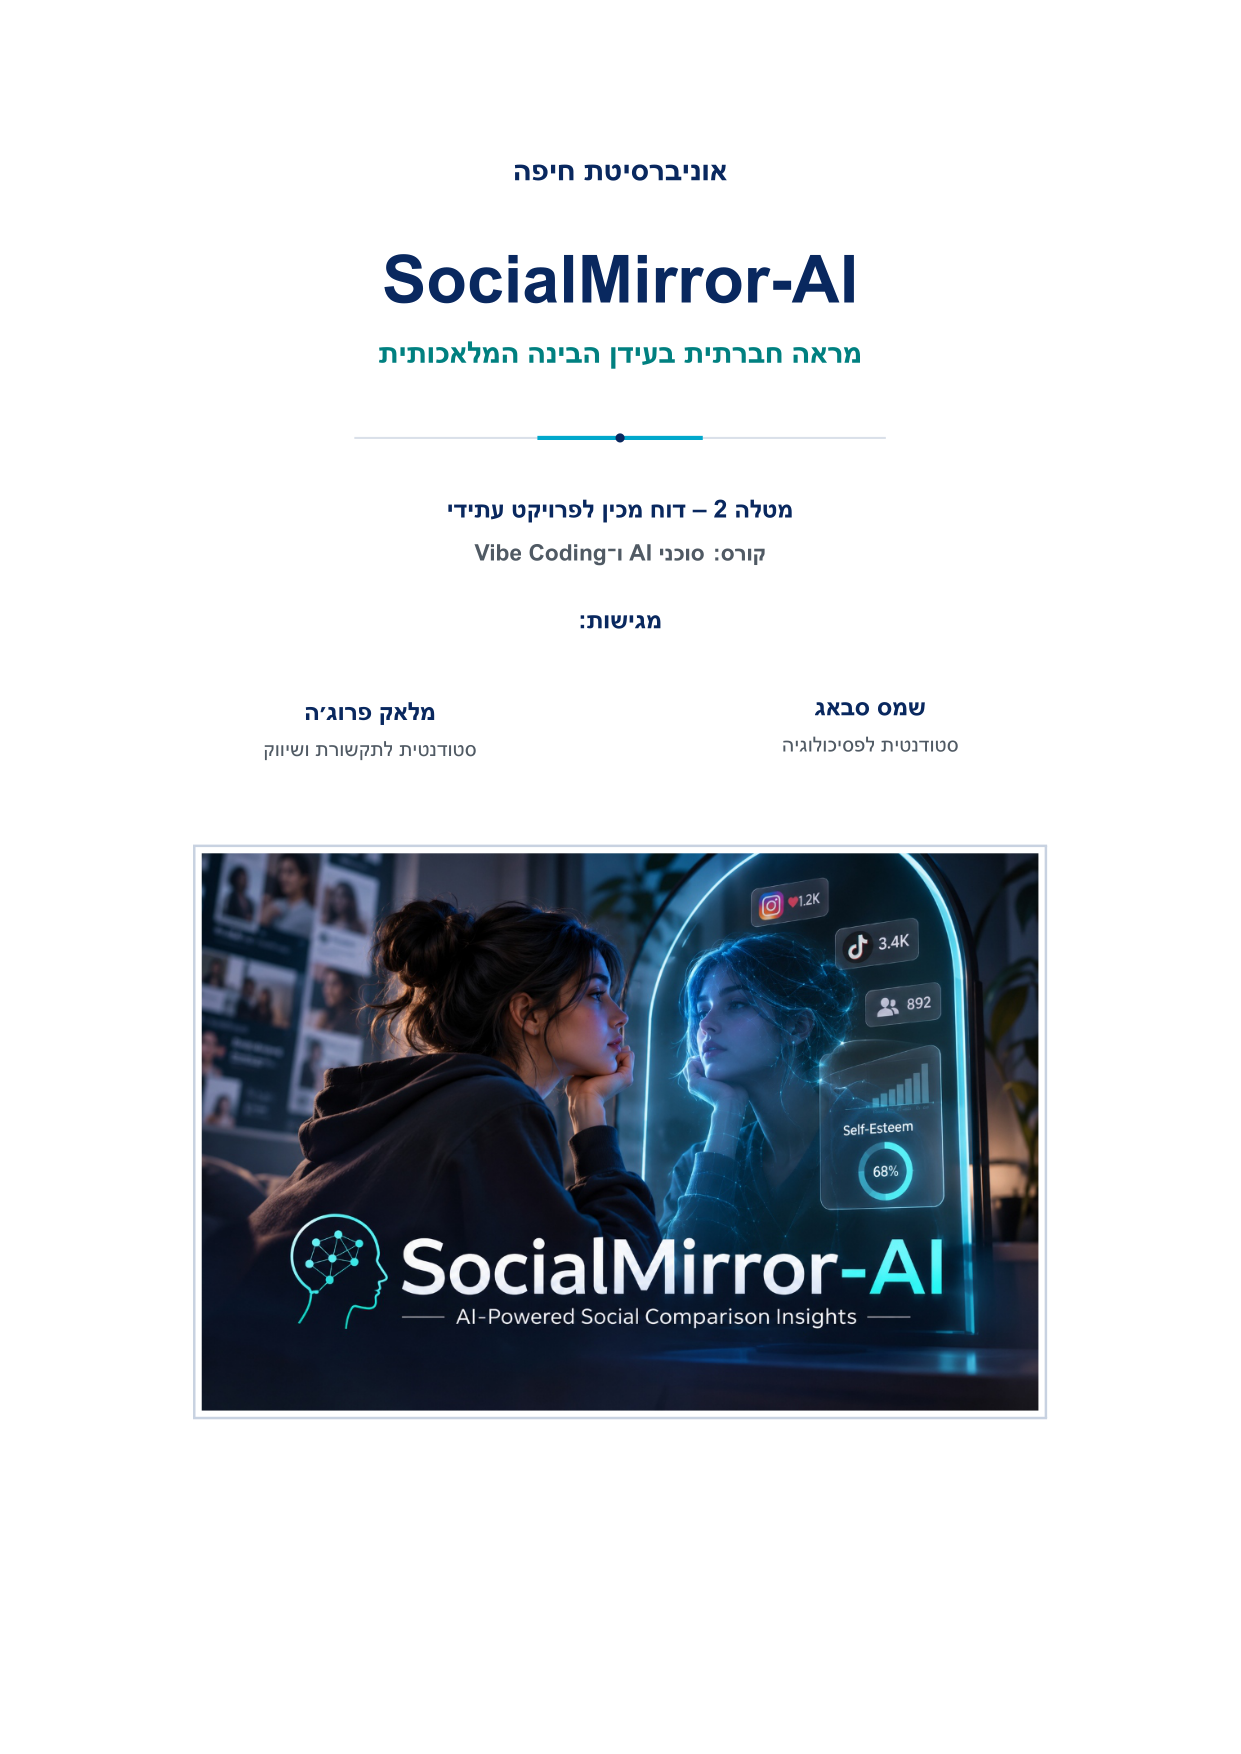 אוניברסיטת חיפה
SocialMirror-AI
מראה חברתית בעידן הבינה המלאכותית
מטלה 2 – דוח מכין לפרויקט עתידי
קורס: סוכני AI ו־Vibe Coding
מגישות:
שמס סבאג
סטודנטית לפסיכולוגיה
מלאק פרוג׳ה
סטודנטית לתקשורת ושיווק
1.2K
3.4K
892
Self-Esteem
68%
SocialMirror-AI
AI-Powered Social Comparison Insights